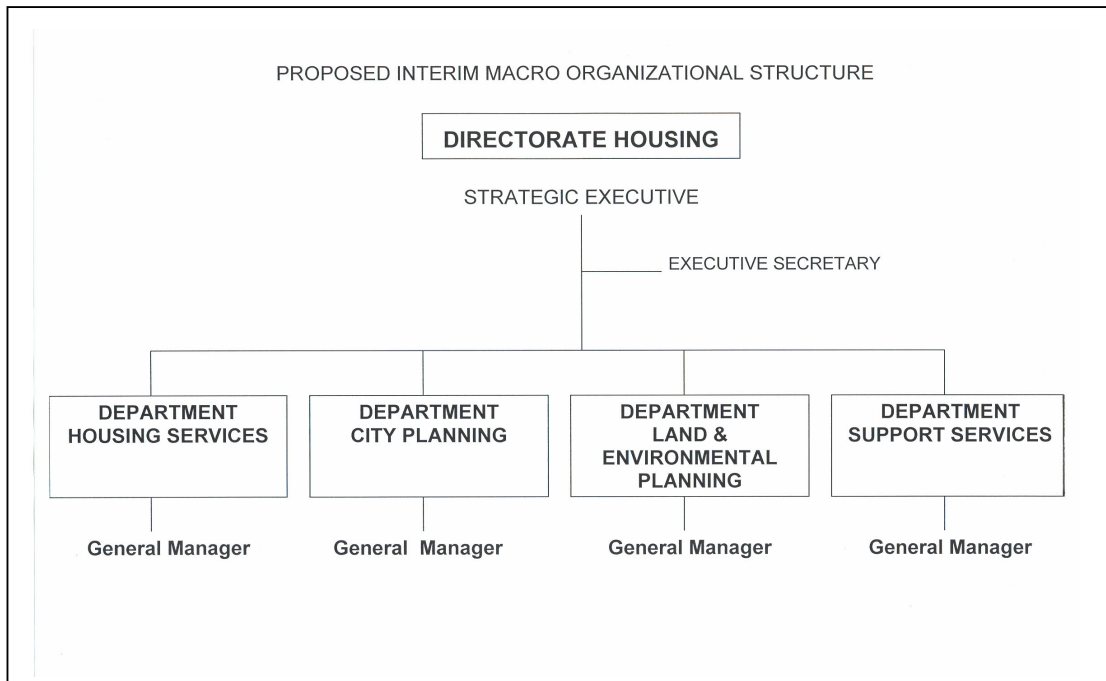 PROPOSED INTERIM MACRO ORGANIZATIONAL STRUCTURE
DIRECTORATE HOUSING
STRATEGIC EXECUTIVE
EXECUTIVE SECRETARY
DEPARTMENT
HOUSING SERVICES
DEPARTMENT
CITY PLANNING
DEPARTMENT
LAND &
ENVIRONMENTAL
PLANNING
DEPARTMENT
SUPPORT SERVICES
General Manager
General Manager
General Manager
General Manager